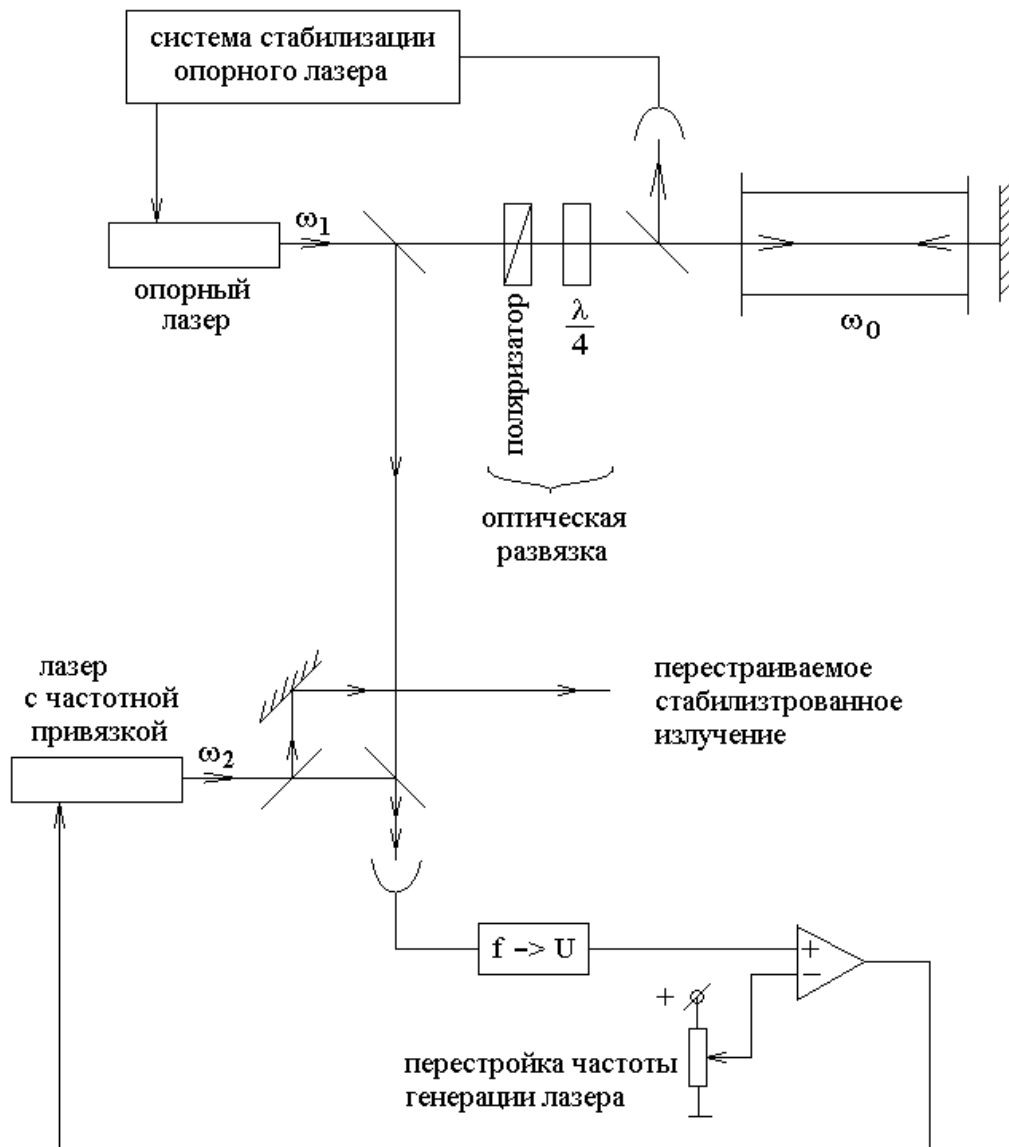 система стабилизации
опорного лазера
ω1
опорный
лазер
поляризатор
λ
4
ω0
оптическая
развязка
лазер
с частотной
привязкой
ω2
перестраиваемое
стабилизтрованное
излучение
f -> U
+
−
+
перестройка частоты
генерации лазера